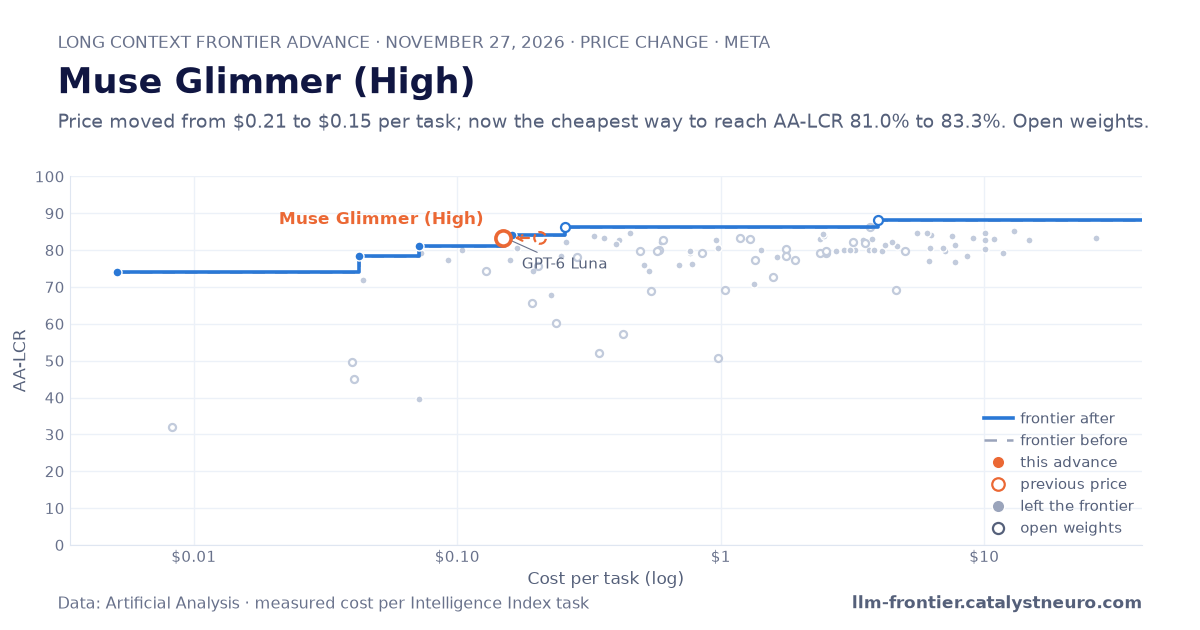 LONG CONTEXT FRONTIER ADVANCE · NOVEMBER 27, 2026 · PRICE CHANGE · META
Muse Glimmer (High)
Price moved from $0.21 to $0.15 per task; now the cheapest way to reach AA-LCR 81.0% to 83.3%. Open weights.
100
90
80
70
60
50
40
30
20
10
0
AA-LCR
Muse Glimmer (High)
GPT-6 Luna
frontier after
frontier before
this advance
previous price
left the frontier
open weights
$0.01
$0.10
$1
$10
Cost per task (log)
Data: Artificial Analysis · measured cost per Intelligence Index task
llm-frontier.catalystneuro.com